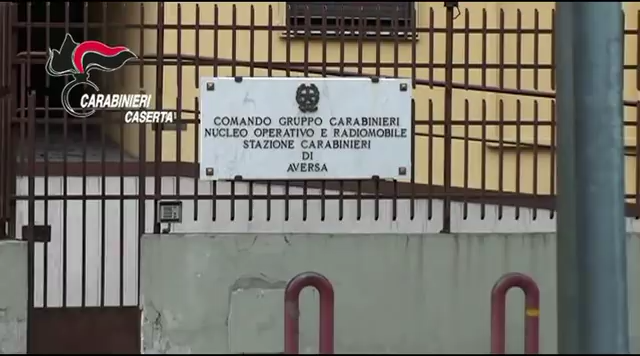 CARABINIERI
CASERTA
COMANDO GRUPPO CARABINIERI
NUCLEO OPERATIVO E RADIOMOBILE
STAZIONE CARABINIERI
DI
AVERSA